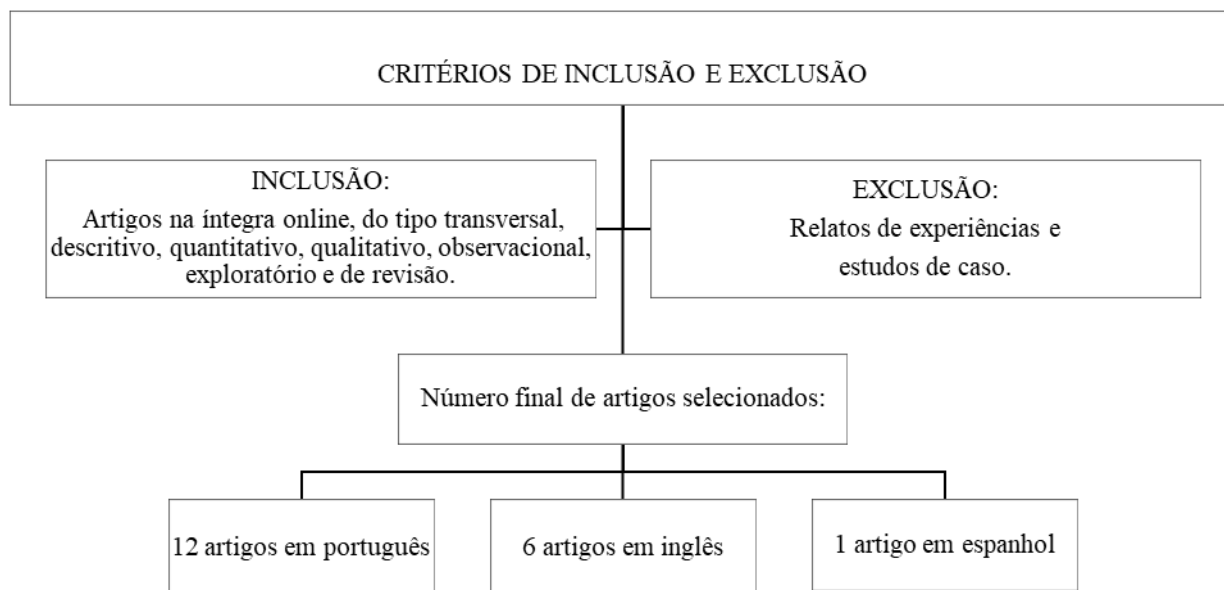 CRITÉRIOS DE INCLUSÃO E EXCLUSÃO
INCLUSÃO:
Artigos na íntegra online, do tipo transversal,
descritivo, quantitativo, qualitativo, observacional,
exploratório e de revisão.
EXCLUSÃO:
Relatos de experiências e
estudos de caso.
Número final de artigos selecionados:
12 artigos em português
6 artigos em inglês
1 artigo em espanhol